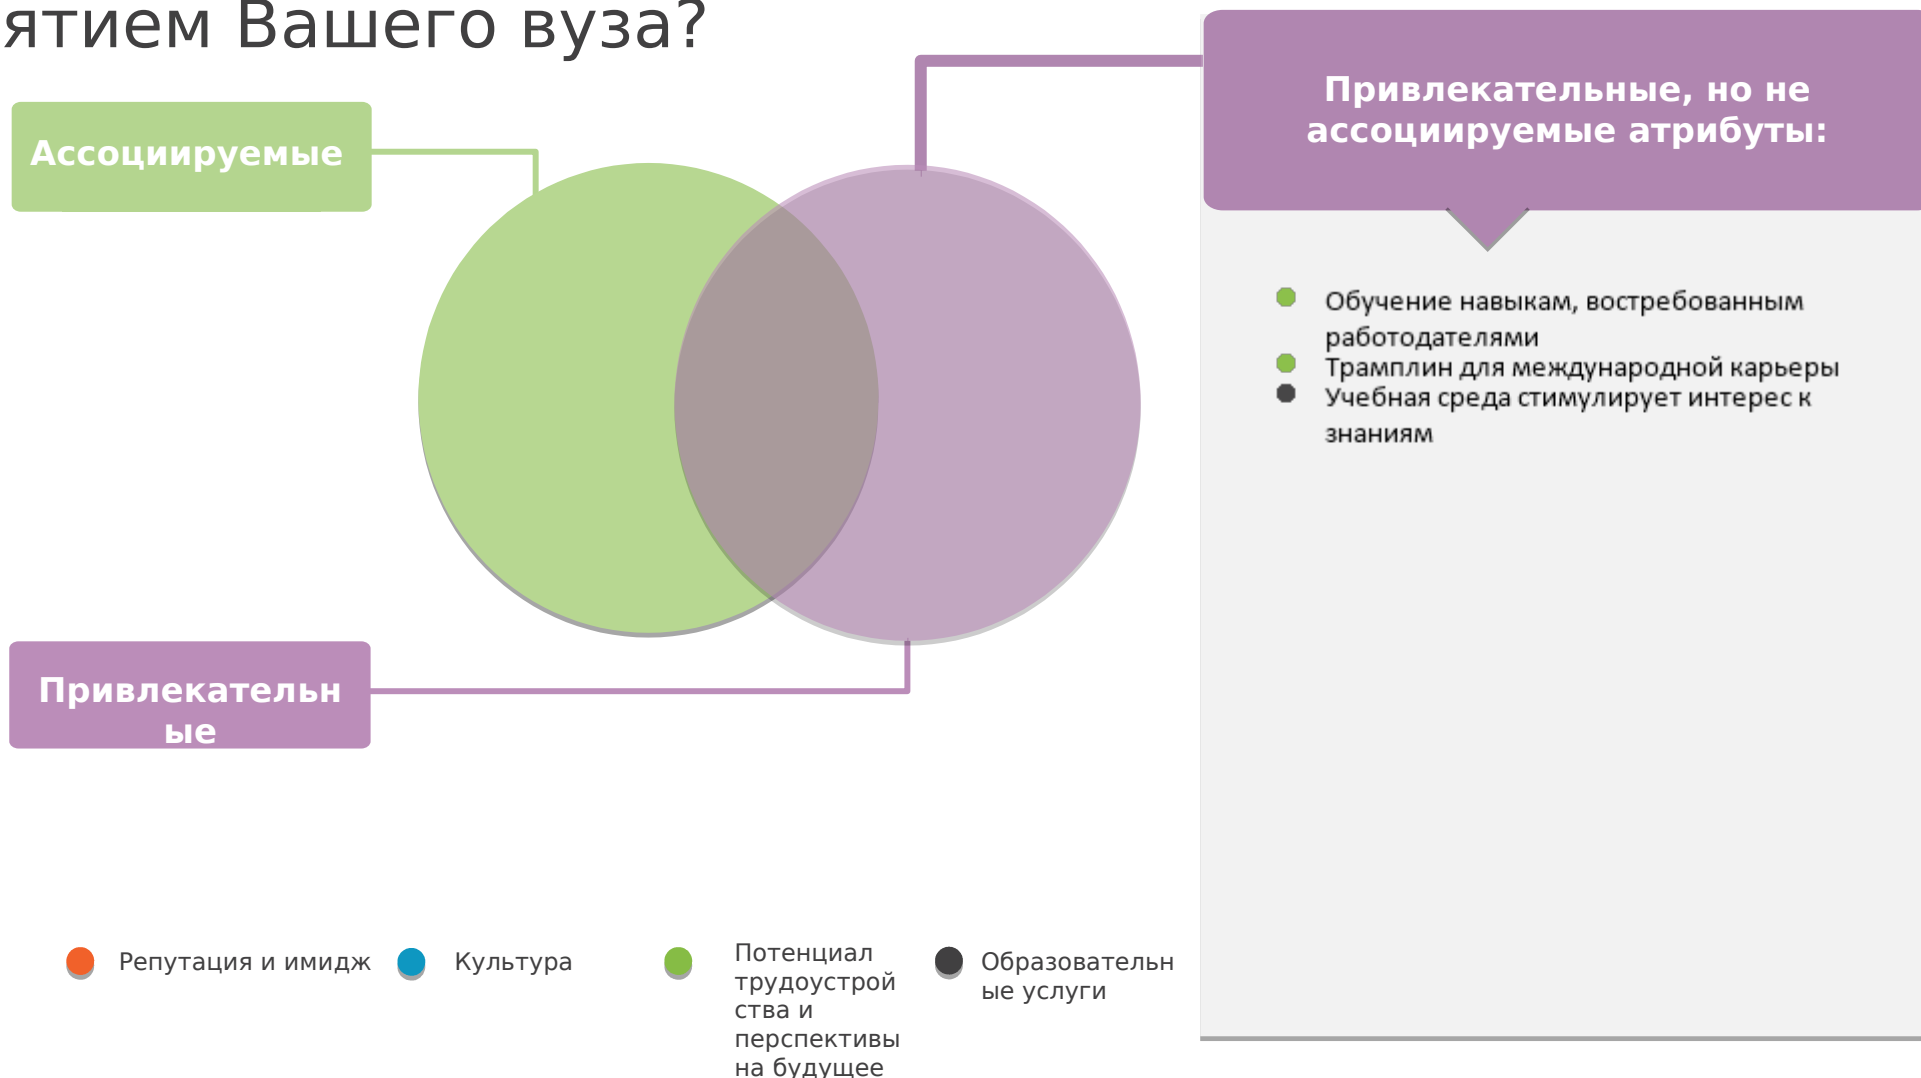 ятием Вашего вуза?
Ассоциируемые
Привлекательн
ые
Привлекательные, но не
ассоциируемые атрибуты:
Обучение навыкам, востребованным
работодателями
Трамплин для международной карьеры
Учебная среда стимулирует интерес к
знаниям
Репутация и имидж
Культура
Потенциал
трудоустрой
ства и
перспективы
на будущее
Образовательн
ые услуги